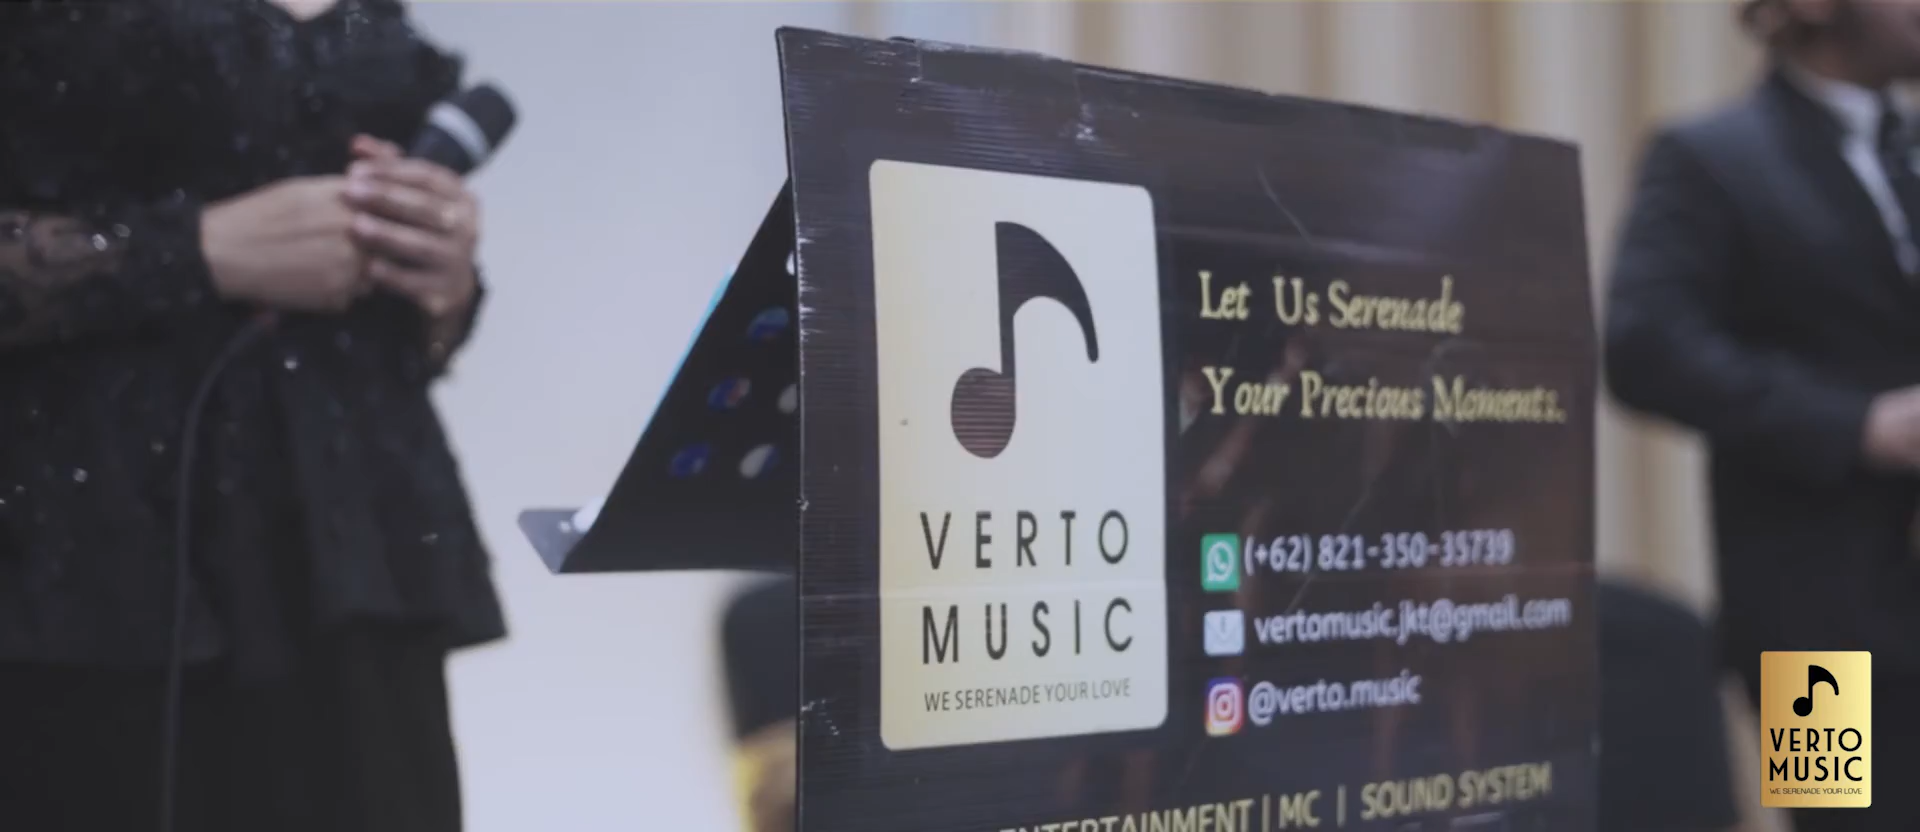 VERTO
MUSIC
WE SERENADE YOUR LOVE
Let Us Serenade
Your Precious Moments.
(+62) 821-350-35739
vertomusic.jkt@gmail.com
@verto.music
ENTERTAINMENT | MC | SOUND SYSTEM
VERTO
MUSIC
WE SERENADE YOUR LOVE